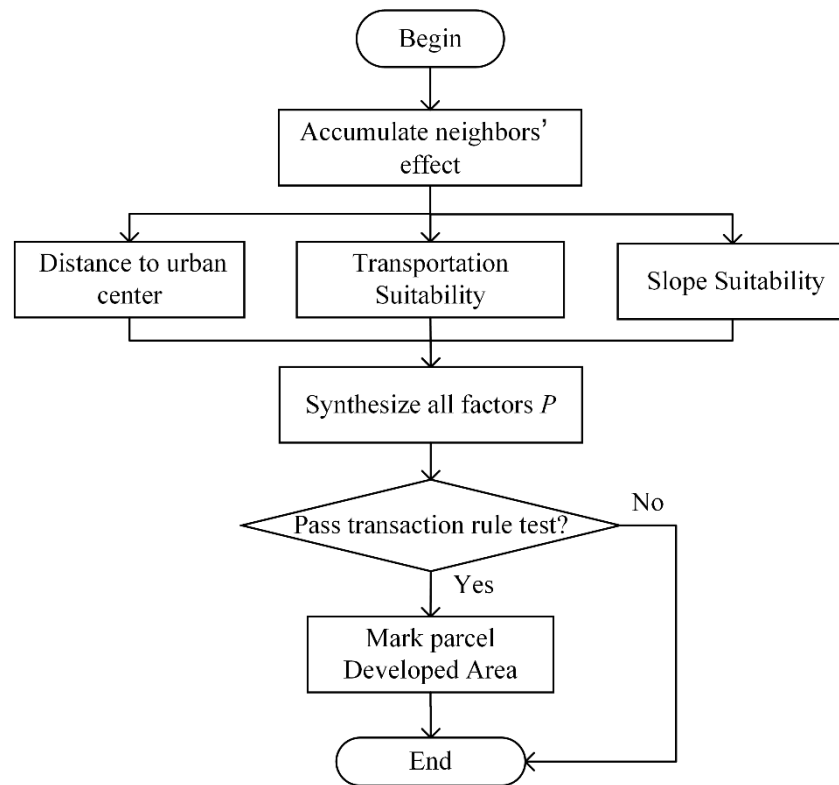 Begin
Accumulate neighbors’
effect
Distance to urban
center
Transportation
Suitability
Slope Suitability
Synthesize all factors P
Pass transaction rule test?
No
Yes
Mark parcel
Developed Area
End